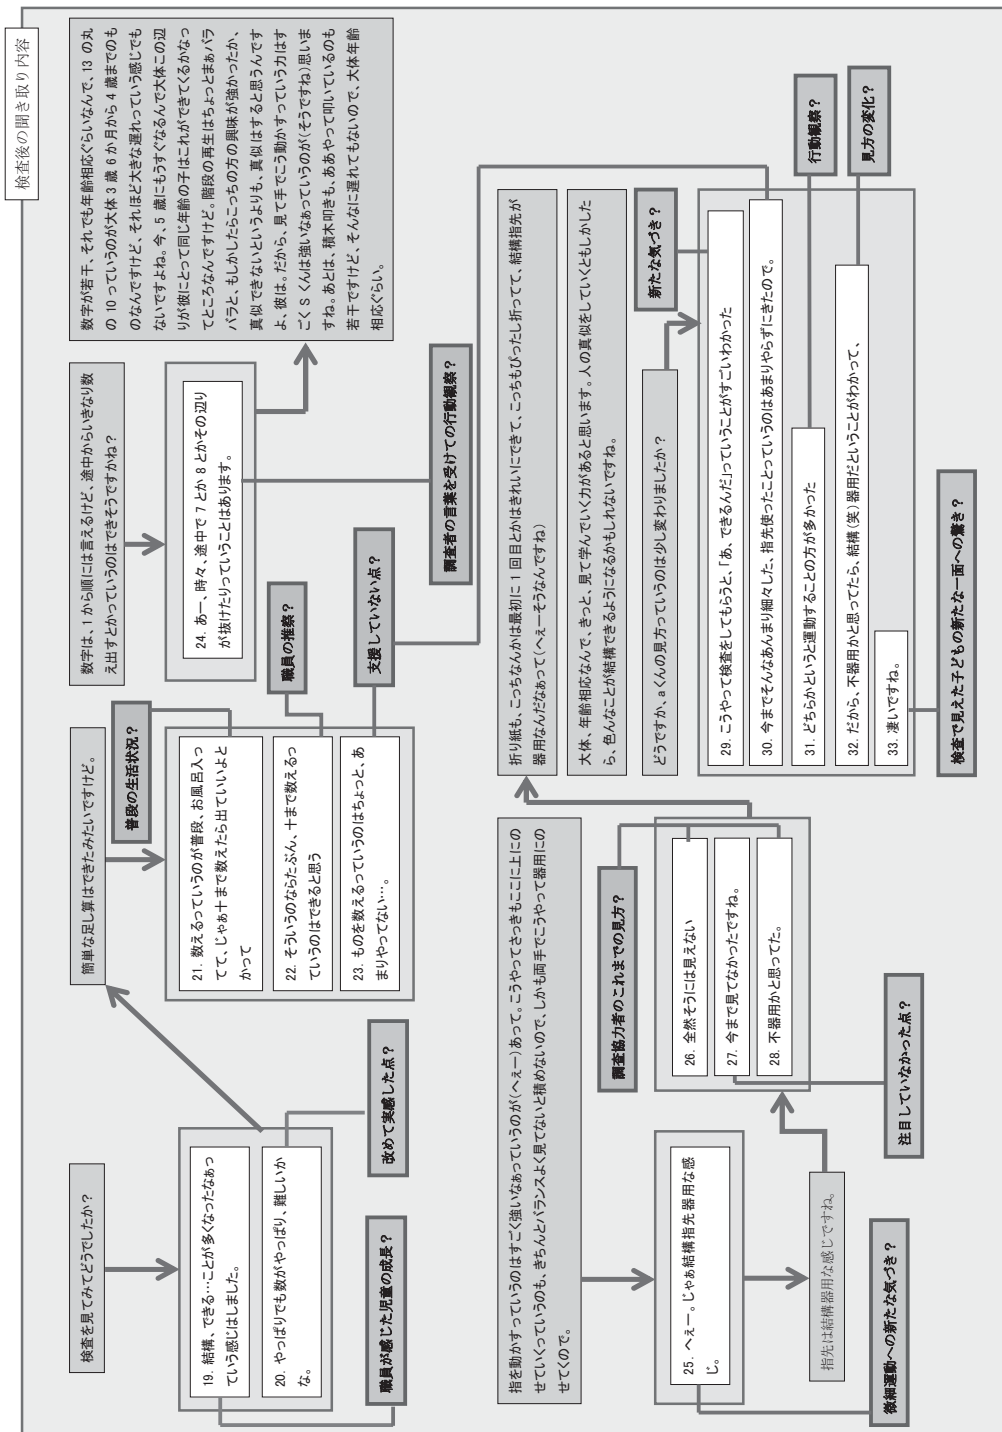 検査後の聞き取り内容
検査を見てみてどうでしたか？
19. 結構、できる…ことが多くなったなぁっ
ていう感じはしました。
20. やっぱりでも数がやっぱり、難しいか
な。
職員が感じた児童の成長？
改めて実感した点？
簡単な足し算はできたみたいですけど。
普段の生活状況？
21. 数えるっていうのが普段、お風呂入っ
てて、じゃぁ十まで数えたら出ていいよと
かって
22. そういうのならたぶん、十まで数えるっ
ていうのはできると思う
23. ものを数えるっていうのはちょっと、あ
まりやってない…。
職員の推察？
支援していない点？
数字は、1 から順には言えるけど、途中からいきなり数
え出すとかっていうのはできそうですかね？
24. あー、時々、途中で 7 とか 8 とかその辺り
が抜けたりっていうことはあります。
調査者の言葉を受けての行動観察？
数字が若干、それでも年齢相応ぐらいなんで、13 の丸
の 10 っていうのが大体 3 歳 6 か月から 4 歳までのも
のなんですけど、それほど大きな遅れっていう感じでも
ないですよね。今、5 歳にもうすぐなるんで大体この辺
りが彼にとって同じ年齢の子はこれができてくるかなっ
てところなんですけど。階段の再生はちょっとまぁバラ
バラと、もしかしたらこっちの方の興味が強かったか、
真似できないというよりも、真似はすると思うんです
よ、彼は。だから、見て手でこう動かすっていう力はす
ごく S くんは強いなぁっていうのが(そうですね)思いま
すね。あとは、積木叩きも、ああやって叩いているのも
若干ですけど、そんなに遅れてもないので、大体年齢
相応ぐらい。
指を動かすっていうのはすごく強いなぁっていうのが(へぇー)あって。こうやってさっきもここに上にの
せていくっていうのも、きちんとバランスよく見てないと積めないので、しかも両手でこうやって器用にの
せてくので。
25. へぇー。じゃぁ結構指先器用な感
じ。
微細運動への新たな気づき？
指先は結構器用な感じですね。
調査協力者のこれまでの見方？
26. 全然そうには見えない
27. 今まで見てなかったですね。
28. 不器用かと思ってた。
注目していなかった点？
折り紙も、こっちなんかは最初に 1 回目とかはきれいにできて、こっちもぴったし折ってて、結構指先が
器用なんだなぁって(へぇーそうなんですね)
大体、年齢相応なんで、きっと、見て学んでいく力があると思います。人の真似をしていくともしかした
ら、色んなことが結構できるようになるかもしれないですね。
どうですか、a くんの見方っていうのは少し変わりましたか？
新たな気づき？
29. こうやって検査をしてもらうと、「あ、できるんだ」っていうことがすごいわかった
30. 今までそんなあんまり細々した、指先使ったことっていうのはあまりやらずにきたので。
31. どちらかというと運動することの方が多かった
32. だから、不器用かと思ってたら、結構(笑)器用だということがわかって、
33. 凄いですね。
行動観察？
見方の変化？
検査で見えた子どもの新たな一面への驚き？